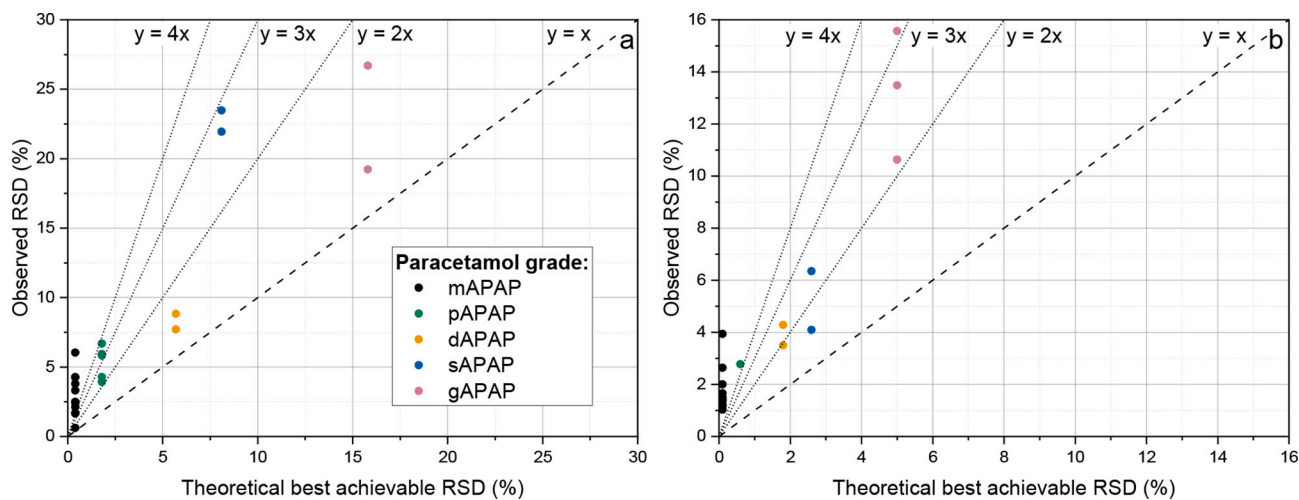 30
25
20
15
10
5
0
Observed RSD (%)
y = 4x
y = 3x
y = 2x
y = x
a
Paracetamol grade:
mAPAP
pAPAP
dAPAP
sAPAP
gAPAP
0 5 10 15 20 25 30
Theoretical best achievable RSD (%)
16
14
12
10
8
6
4
2
0
Observed RSD (%)
y = 4x
y = 3x
y = 2x
y = x
b
0 2 4 6 8 10 12 14 16
Theoretical best achievable RSD (%)